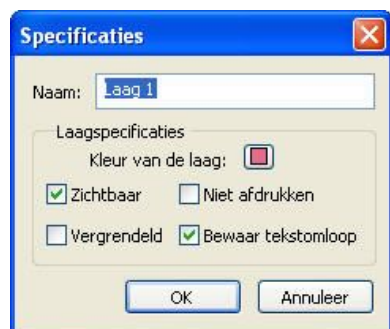 Specificaties
Naam: Laag 1
Laagspecificaties
Kleur van de laag:
Zichtbaar Niet afdrukken
Vergrendeld Bewaar tekstomloop
OK Annuleer